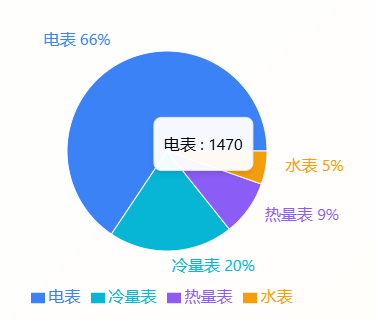 电表 66%
电表 : 1470
水表 5%
热量表 9%
冷量表 20%
电表 冷量表 热量表 水表